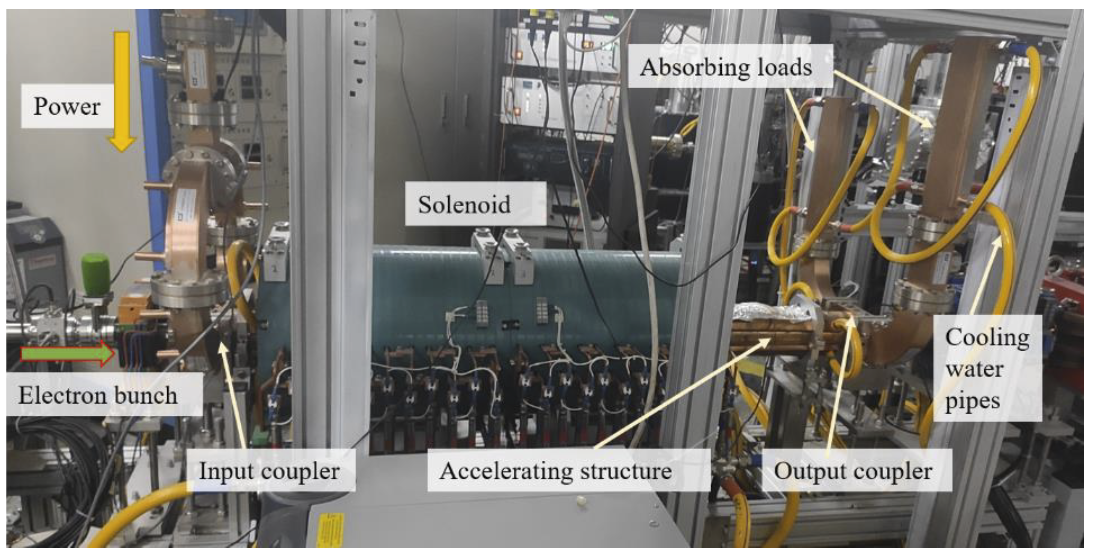 Absorbing loads
Power
Solenoid
Electron bunch
Cooling
water
pipes
Input coupler
Accelerating structure
Output coupler